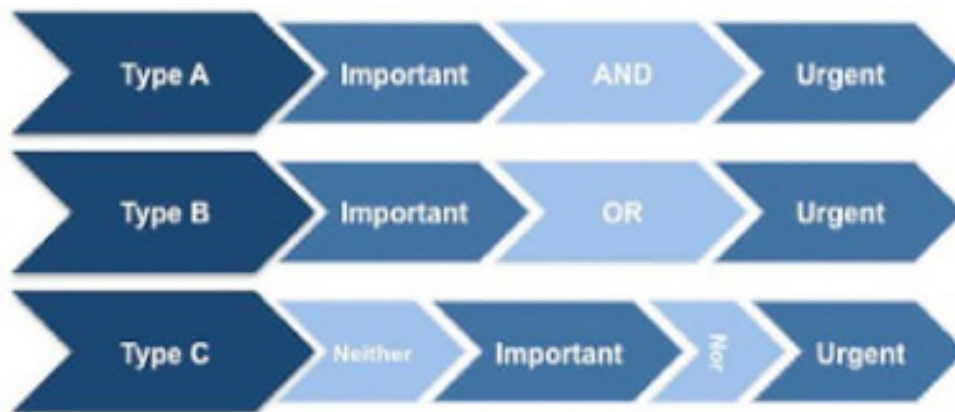 Type A Important AND Urgent
Type B Important OR Urgent
Type C Neither Important Nor Urgent